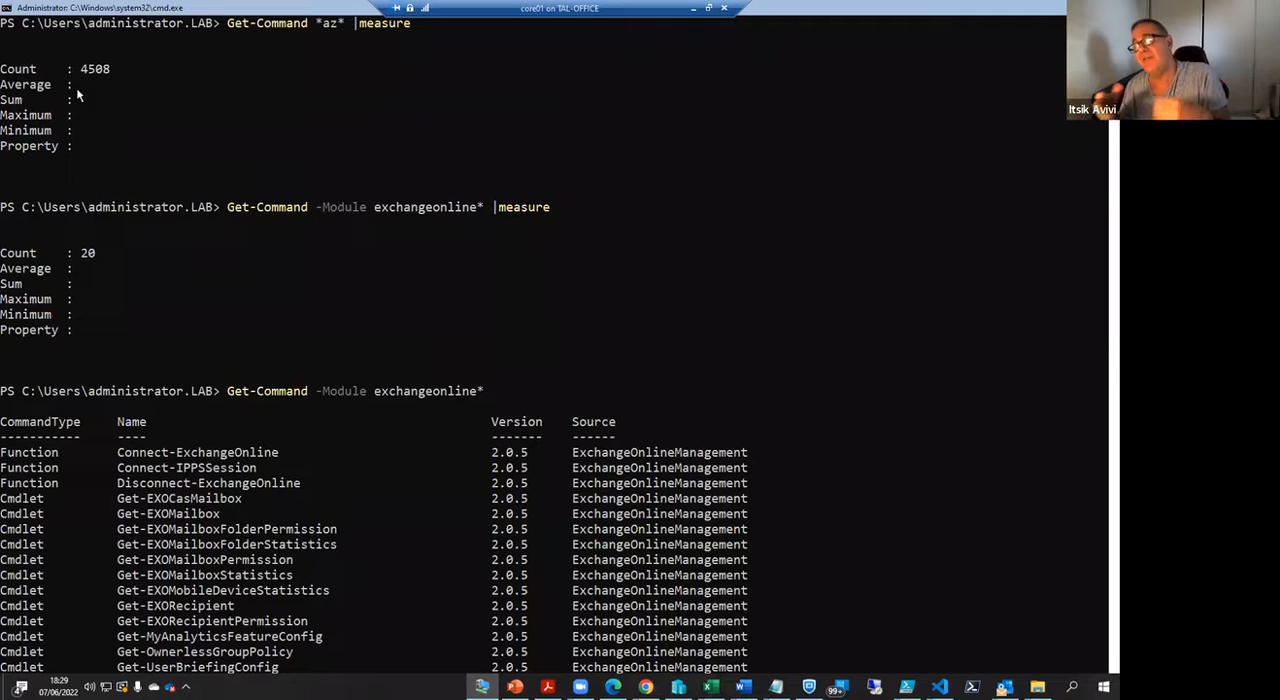 Administrator: C:\Windows\system32\cmd.exe
core01 on TAL-OFFICE
PS C:\Users\administrator.LAB> Get-Command *az* |measure
Count    : 4508
Average  :
Sum      :
Maximum  :
Minimum  :
Property :
PS C:\Users\administrator.LAB> Get-Command -Module exchangeonline* |measure
Count    : 20
Average  :
Sum      :
Maximum  :
Minimum  :
Property :
PS C:\Users\administrator.LAB> Get-Command -Module exchangeonline*
CommandType Name Version Source
----------- ---- ------- ------
Function Connect-ExchangeOnline 2.0.5 ExchangeOnlineManagement
Function Connect-IPPSSession 2.0.5 ExchangeOnlineManagement
Function Disconnect-ExchangeOnline 2.0.5 ExchangeOnlineManagement
Cmdlet Get-EXOCasMailbox 2.0.5 ExchangeOnlineManagement
Cmdlet Get-EXOMailbox 2.0.5 ExchangeOnlineManagement
Cmdlet Get-EXOMailboxFolderPermission 2.0.5 ExchangeOnlineManagement
Cmdlet Get-EXOMailboxFolderStatistics 2.0.5 ExchangeOnlineManagement
Cmdlet Get-EXOMailboxPermission 2.0.5 ExchangeOnlineManagement
Cmdlet Get-EXOMailboxStatistics 2.0.5 ExchangeOnlineManagement
Cmdlet Get-EXOMobileDeviceStatistics 2.0.5 ExchangeOnlineManagement
Cmdlet Get-EXORecipient 2.0.5 ExchangeOnlineManagement
Cmdlet Get-EXORecipientPermission 2.0.5 ExchangeOnlineManagement
Cmdlet Get-MyAnalyticsFeatureConfig 2.0.5 ExchangeOnlineManagement
Cmdlet Get-OwnerlessGroupPolicy 2.0.5 ExchangeOnlineManagement
Cmdlet Get-UserBriefingConfig 2.0.5 ExchangeOnlineManagement
Itsik Avivi
18:29
07/06/2022
99+